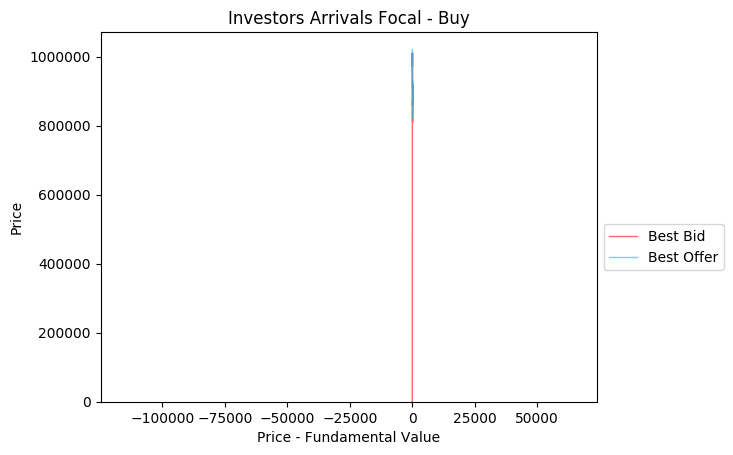 Investors Arrivals Focal - Buy
1000000
800000
600000
400000
200000
0
Price
−100000 −75000 −50000 −25000 0 25000 50000
Price - Fundamental Value
Best Bid
Best Offer